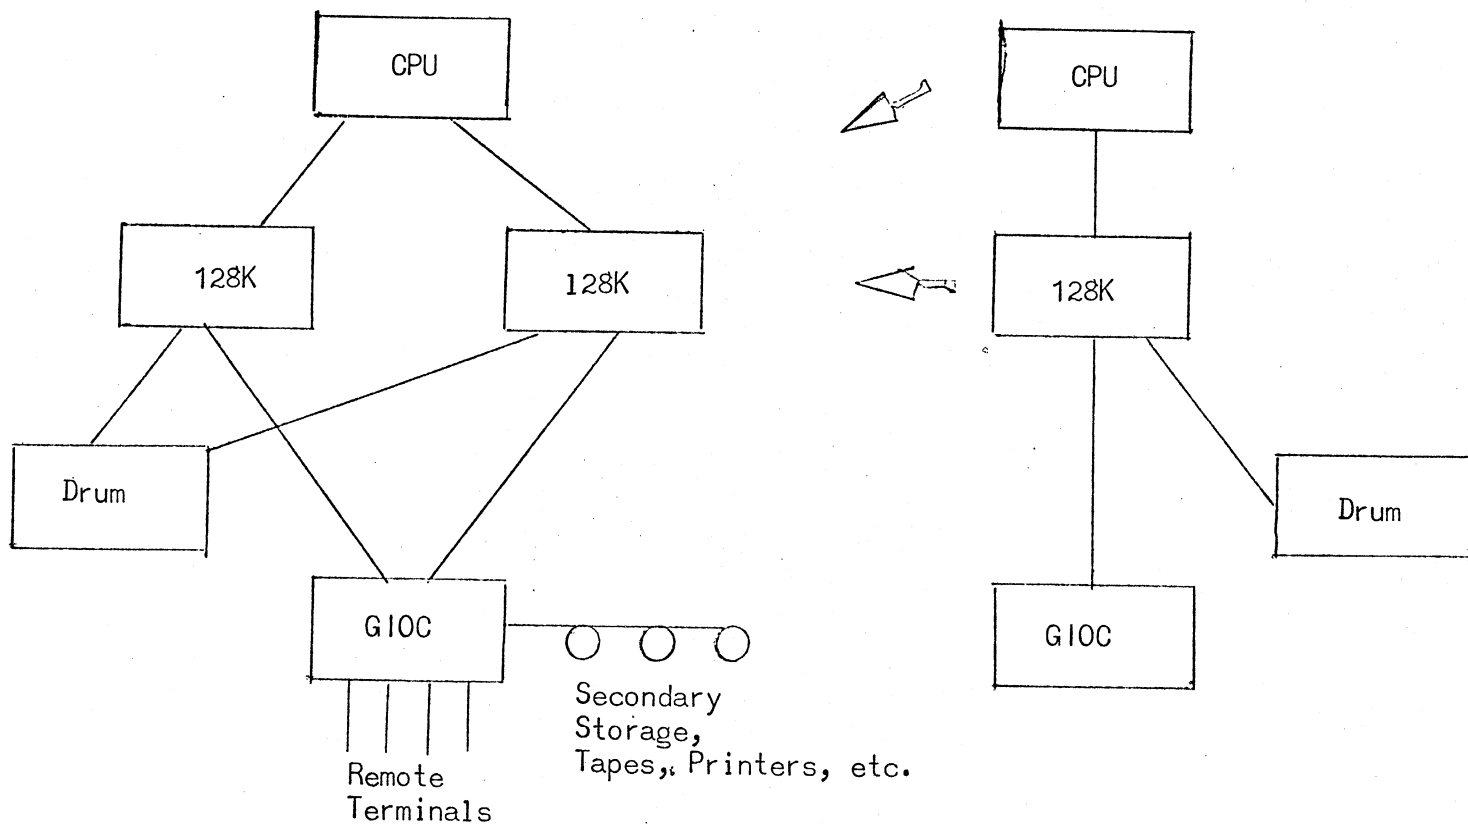 CPU
CPU
128K
128K
128K
Drum
Drum
GIOC
GIOC
Secondary
Storage,
Tapes, Printers, etc.
Remote
Terminals